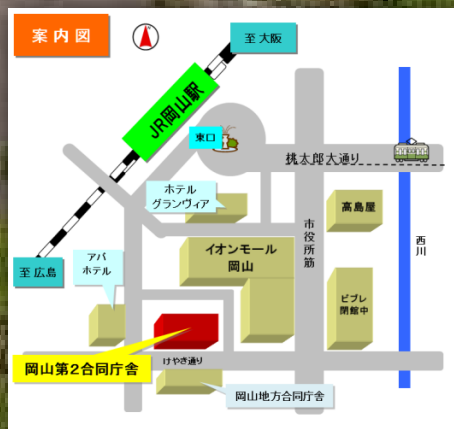 案内図
至 大阪
JR岡山駅
東口
桃太郎大通り
ホテル
グランヴィア
高島屋
市役所筋
イオンモール
岡山
西川
アパ
ホテル
至 広島
ビブレ
閉館中
けやき通り
岡山第2合同庁舎
岡山地方合同庁舎